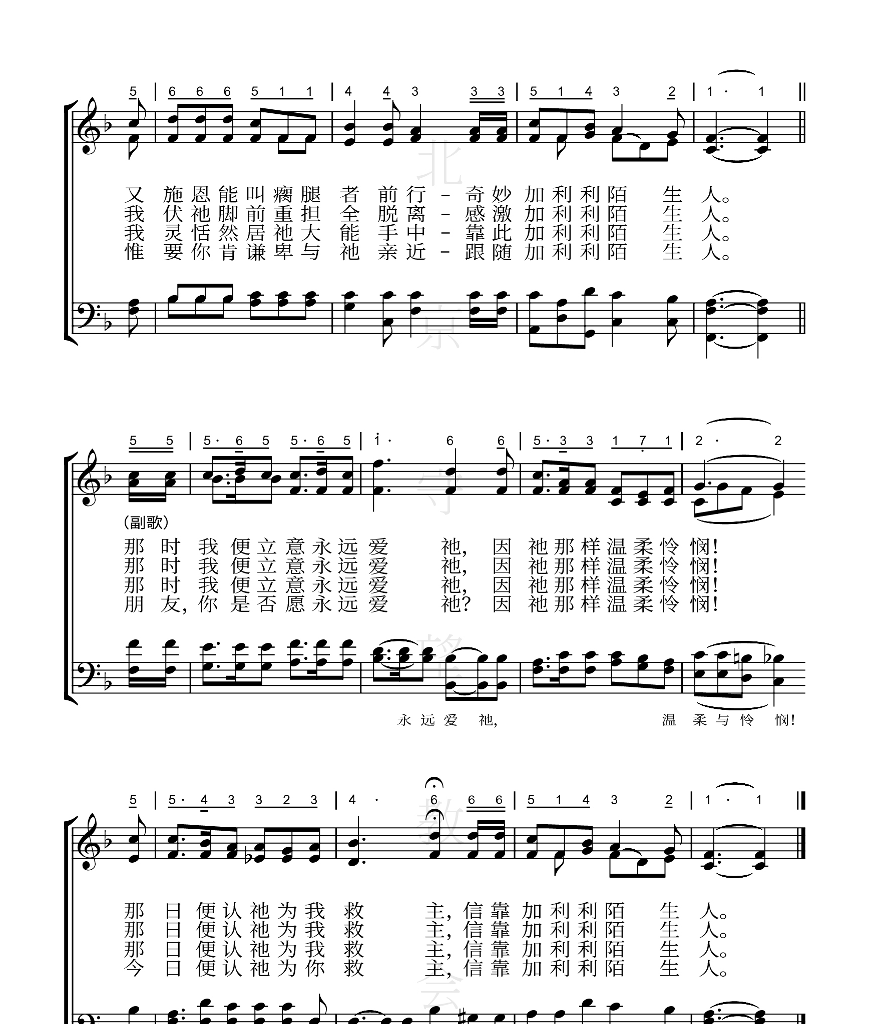 5 6 6 6 5 1 1 4 4 3 3 3 5 1 4 3 2 1 · 1
又施恩能叫瘸腿者前行-奇妙加利利陌生人。
我伏祂脚前重担全脱离-感激加利利陌生人。
我灵恬然居祂大能手中-靠此加利利陌生人。
惟要你肯谦卑与祂亲近-跟随加利利陌生人。
5 5 5· 6 5 5· 6 5 1· 6 6 5· 3 3 1 7 1 2· 2
(副歌)
那时我便立意永远爱祂,因祂那样温柔怜悯!
那时我便立意永远爱祂,因祂那样温柔怜悯!
那时我便立意永远爱祂,因祂那样温柔怜悯!
朋友,你是否愿永远爱祂?因祂那样温柔怜悯!
永远爱祂, 温柔与怜悯!
5 5· 4 3 3 2 3 4 · 6 6 6 5 1 4 3 2 1 · 1
那日便认祂为我救主,信靠加利利陌生人。
那日便认祂为我救主,信靠加利利陌生人。
那日便认祂为我救主,信靠加利利陌生人。
今日便认祂为你救主,信靠加利利陌生人。
北京守望教会